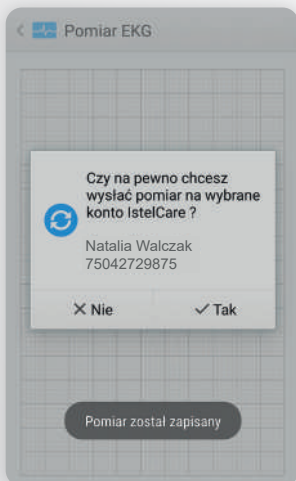 Pomiar EKG
Czy na pewno chcesz
wysłać pomiar na wybrane
konto IstelCare ?
Natalia Walczak
75042729875
Nie
Tak
Pomiar został zapisany